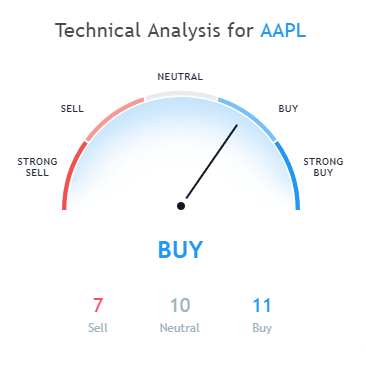 Technical Analysis for AAPL
NEUTRAL
SELL
BUY
STRONG
SELL
STRONG
BUY
BUY
7
10
11
Sell
Neutral
Buy